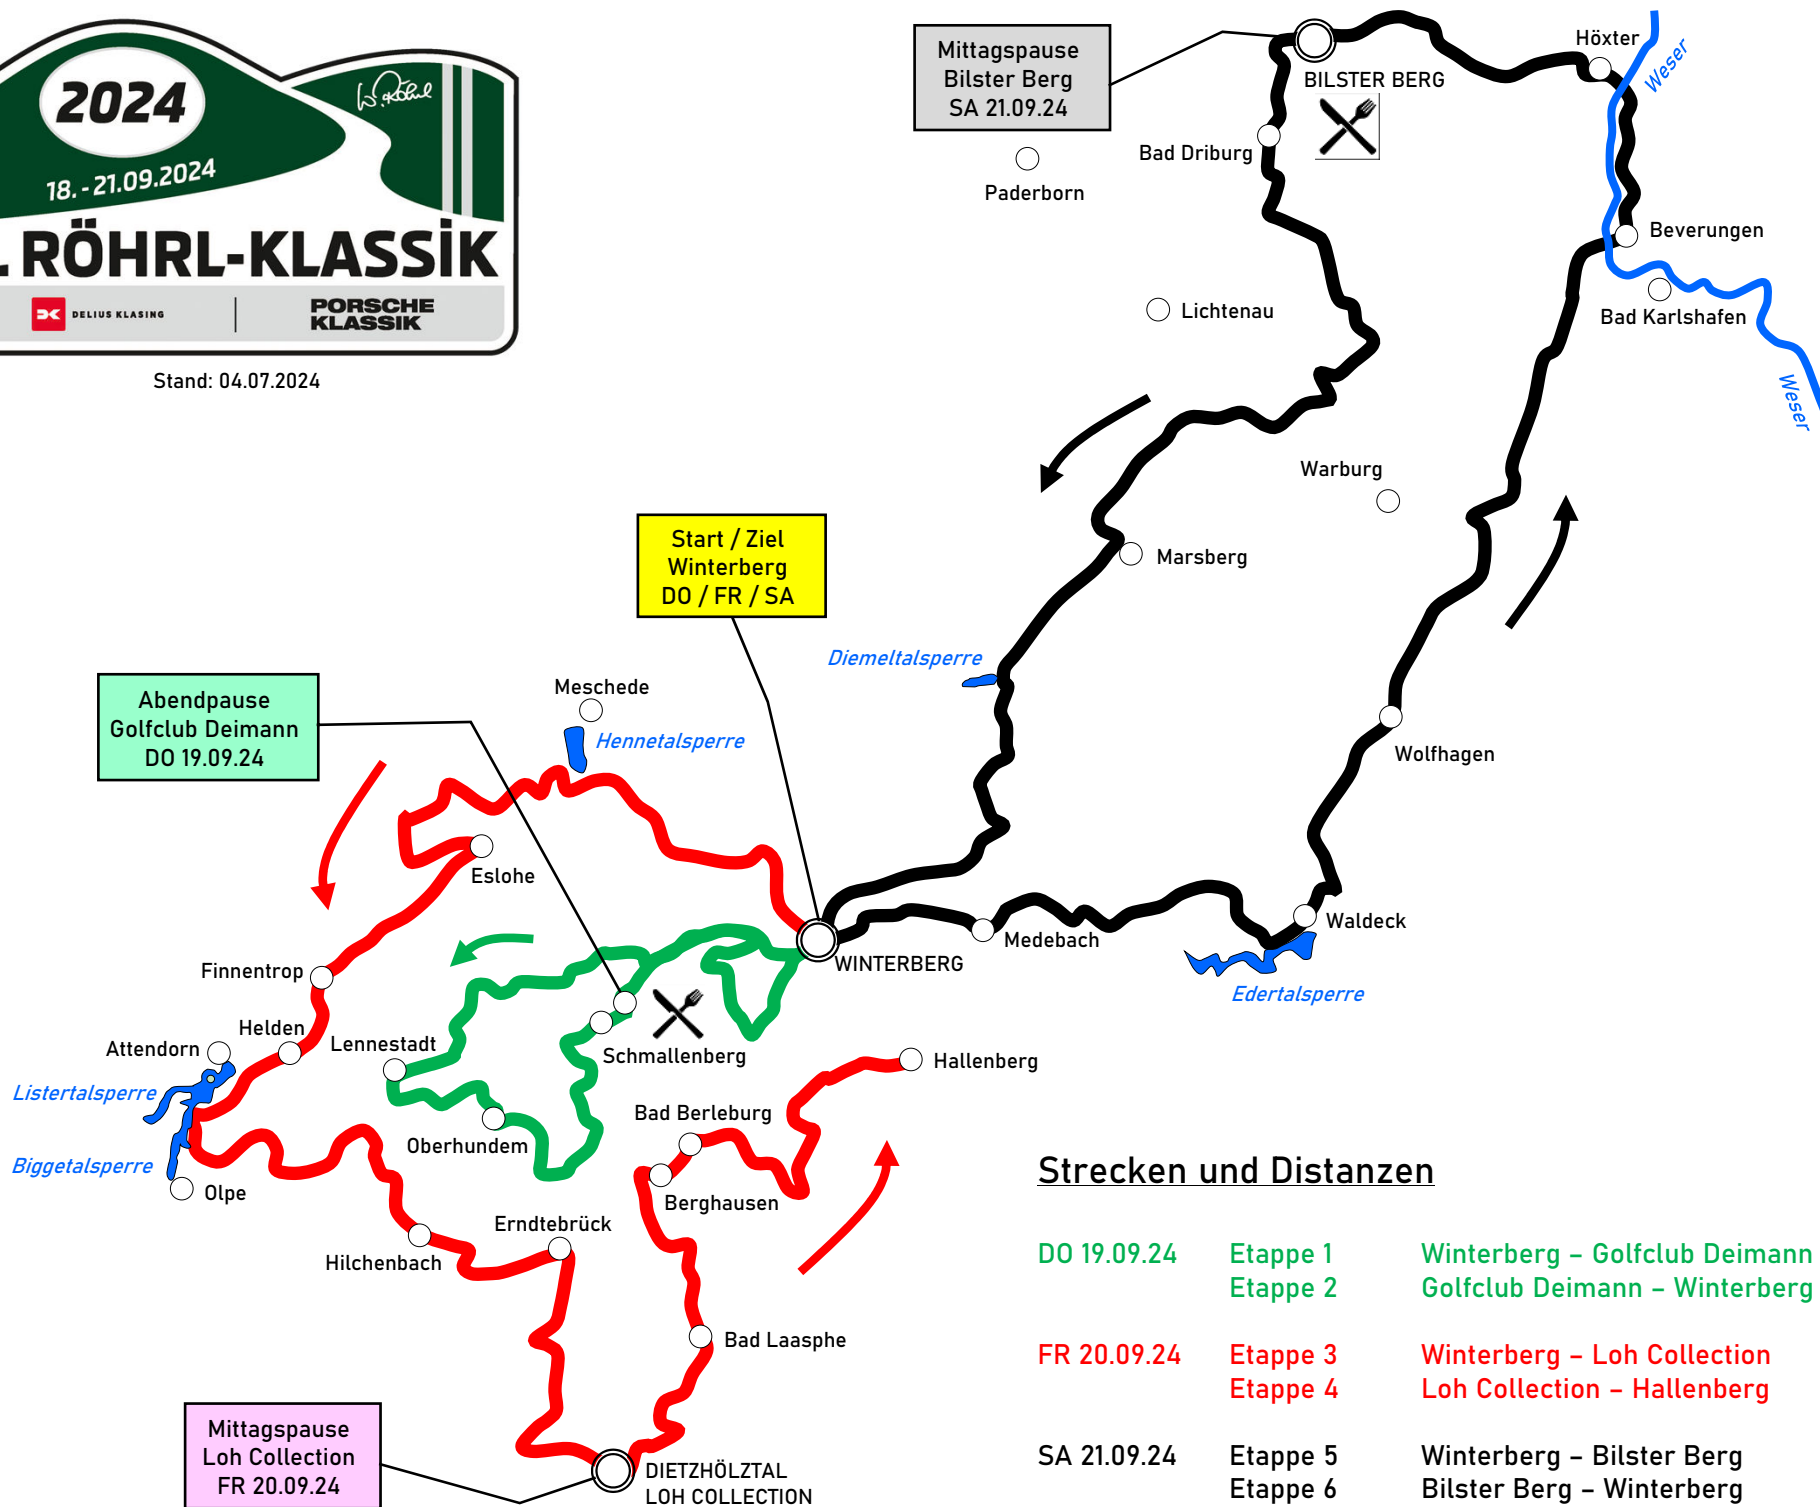 2024
W. Röhrl
18. - 21.09.2024
. RÖHRL-KLASSİK
DELIUS KLASING
PORSCHE
KLASSIK
Stand: 04.07.2024
Mittagspause
Bilster Berg
SA 21.09.24
BILSTER BERG
Höxter
Weser
Bad Driburg
Paderborn
Beverungen
Lichtenau
Bad Karlshafen
Weser
Warburg
Marsberg
Start / Ziel
Winterberg
DO / FR / SA
Diemeltalsperre
Meschede
Hennetalsperre
Abendpause
Golfclub Deimann
DO 19.09.24
Wolfhagen
Eslohe
Waldeck
Medebach
WINTERBERG
Edertalsperre
Finnentrop
Helden
Attendorn
Lennestadt
Schmallenberg
Hallenberg
Listertalsperre
Bad Berleburg
Oberhundem
Biggetalsperre
Olpe
Berghausen
Erndtebrück
Hilchenbach
Bad Laasphe
Mittagspause
Loh Collection
FR 20.09.24
DIETZHÖLZTAL
LOH COLLECTION
Strecken und Distanzen
DO 19.09.24 Etappe 1 Winterberg – Golfclub Deimann
Etappe 2 Golfclub Deimann – Winterberg
FR 20.09.24 Etappe 3 Winterberg – Loh Collection
Etappe 4 Loh Collection – Hallenberg
SA 21.09.24 Etappe 5 Winterberg – Bilster Berg
Etappe 6 Bilster Berg – Winterberg